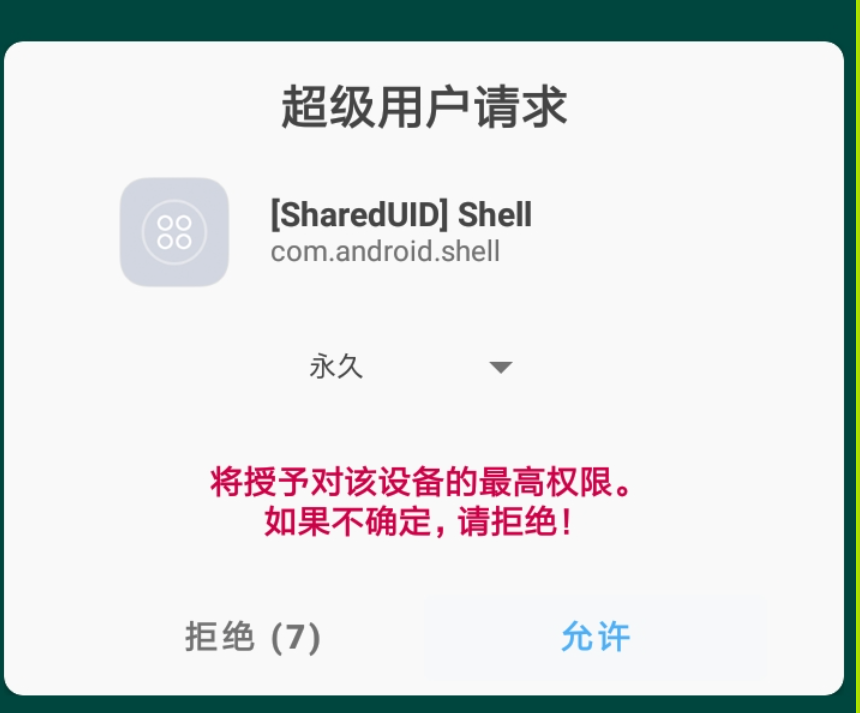 超级用户请求
[SharedUID] Shell
com.android.shell
永久
将授予对该设备的最高权限。
如果不确定，请拒绝！
拒绝 (7)
允许